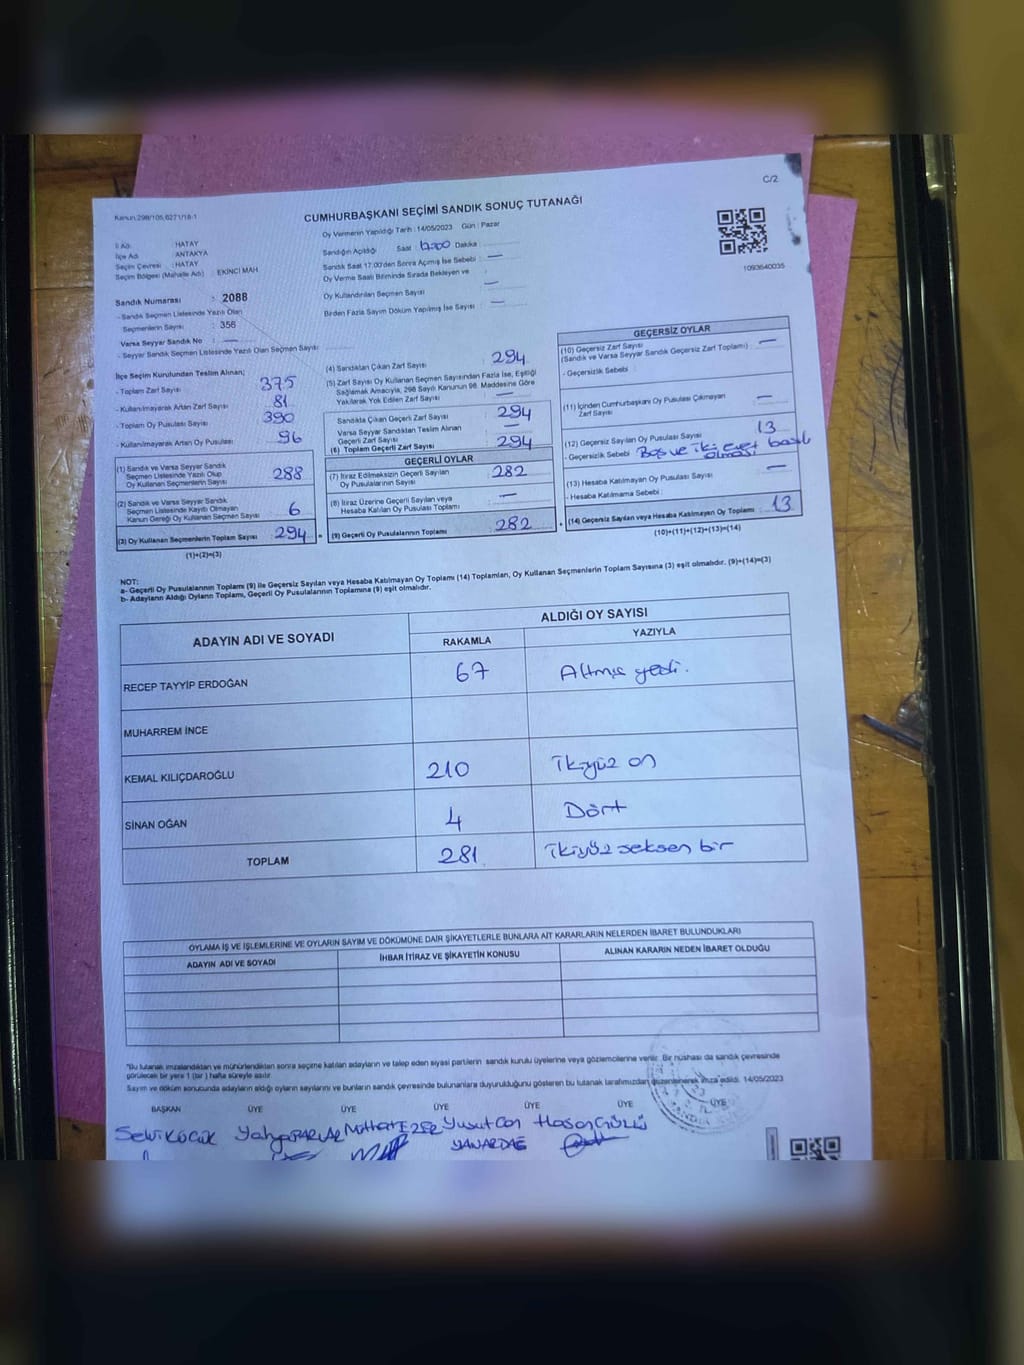 C/2
Kanun:298/105,6271/18-1
CUMHURBAŞKANI SEÇİMİ SANDIK SONUÇ TUTANAĞI
Oy Vermenin Yapıldığı Tarih : 14/05/2023 Gün : Pazar
İl Adı : HATAY
İlçe Adı : ANTAKYA
Seçim Çevresi : HATAY
Seçim Bölgesi (Mahalle Adı) : EKİNCİ MAH
Sandığın Açıldığı Saat : 17:00 Dakika :
Sandık Saat 17:00'den Sonra Açılmış İse Sebebi : —
Oy Verme Saati Bitiminde Sırada Bekleyen ve
Oy Kullandırılan Seçmen Sayısı : —
Birden Fazla Sayım Döküm Yapılmış İse Sayısı : —
1093640035
Sandık Numarası : 2088
- Sandık Seçmen Listesinde Yazılı Olan
Seçmenlerin Sayısı : 356
Varsa Seyyar Sandık No : —
- Seyyar Sandık Seçmen Listesinde Yazılı Olan Seçmen Sayısı :
İlçe Seçim Kurulundan Teslim Alınan;
- Toplam Zarf Sayısı : 375
- Kullanılmayarak Artan Zarf Sayısı : 81
- Toplam Oy Pusulası Sayısı : 390
- Kullanılmayarak Artan Oy Pusulası : 96
(1) Sandık ve Varsa Seyyar Sandık
Seçmen Listesinde Yazılı Olup
Oy Kullanan Seçmen Sayısı : 288
(2) Sandık ve Varsa Seyyar Sandık
Seçmen Listesinde Kayıtlı Olmayan
Kanun Gereği Oy Kullanan Seçmen Sayısı : 6
(3) Oy Kullanan Seçmenlerin Toplam Sayısı : 294 =
(1)+(2)=(3)
(4) Sandıktan Çıkan Zarf Sayısı : 294
(5) Zarf Sayısı Oy Kullanan Seçmen Sayısından Fazla İse, Eşitliği
Sağlamak Amacıyla, 298 Sayılı Kanunun 98. Maddesine Göre
Yakılarak Yok Edilen Zarf Sayısı : —
Sandıkta Çıkan Geçerli Zarf Sayısı : 294
Varsa Seyyar Sandıktan Teslim Alınan
Geçerli Zarf Sayısı : —
(6) Toplam Geçerli Zarf Sayısı : 294
GEÇERLİ OYLAR
(7) İtiraz Edilmeksizin Geçerli Sayılan
Oy Pusulasının Sayısı : 282
(8) İtiraz Üzerine Geçerli Sayılan veya
Hesaba Katılan Oy Pusulası Toplamı : —
(9) Geçerli Oy Pusulalarının Toplamı : 282 +
GEÇERSİZ OYLAR
(10) Geçersiz Zarf Sayısı : —
(Sandık ve Varsa Seyyar Sandık Geçersiz Zarf Toplamı)
- Geçersizlik Sebebi :
(11) İçinden Cumhurbaşkanı Oy Pusulası Çıkmayan
Zarf Sayısı : —
(12) Geçersiz Sayılan Oy Pusulası Sayısı : 13
- Geçersizlik Sebebi : Boş ve iki evet baslı
olması
(13) Hesaba Katılmayan Oy Pusulası Sayısı : —
- Hesaba Katılmama Sebebi :
(14) Geçersiz Sayılan veya Hesaba Katılmayan Oy Toplamı : 13
(10)+(11)+(12)+(13)=(14)
NOT:
a- Geçerli Oy Pusulalarının Toplamı (9) ile Geçersiz Sayılan veya Hesaba Katılmayan Oy Toplamı (14) Toplamları, Oy Kullanan Seçmenlerin Toplam Sayısına (3) eşit olmalıdır. (9)+(14)=(3)
b- Adayların Aldığı Oyların Toplamı, Geçerli Oy Pusulalarının Toplamına (9) eşit olmalıdır.
ADAYIN ADI VE SOYADI ALDIĞI OY SAYISI
RAKAMLA YAZIYLA
RECEP TAYYİP ERDOĞAN 67 Altmış yedi.
MUHARREM İNCE
KEMAL KILIÇDAROĞLU 210 İkiyüz on
SİNAN OĞAN 4 Dört
TOPLAM 281 İkiyüz seksen bir
OYLAMA İŞ VE İŞLEMLERİNE VE OYLARIN SAYIM VE DÖKÜMÜNE DAİR ŞİKAYETLERLE BUNLARA AİT KARARLARIN NELERDEN İBARET BULUNDUKLARI
ADAYIN ADI VE SOYADI İHBAR İTİRAZ VE ŞİKAYETİN KONUSU ALINAN KARARIN NEDEN İBARET OLDUĞU
*Bu tutanak imzalandıktan ve mühürlendikten sonra seçime katılan adayların ve talep eden siyasi partilerin sandık kurulu üyelerine veya gözlemcilerine verilir. Bir nüshası da sandık çevresinde
görülecek bir yere 1 (bir) hafta süreyle asılır.
Sayım ve döküm sonucunda adayların aldığı oyların sayılarını ve bunların sandık çevresinde bulunanlara duyurulduğunu gösteren bu tutanak tarafımızdan düzenlenerek imza edildi. 14/05/2023
BAŞKAN ÜYE ÜYE ÜYE ÜYE ÜYE ÜYE
Selvi KÜÇÜK Yahya PARLAR Mithat EZER Yusuf Can Hasan
YANARDAĞ